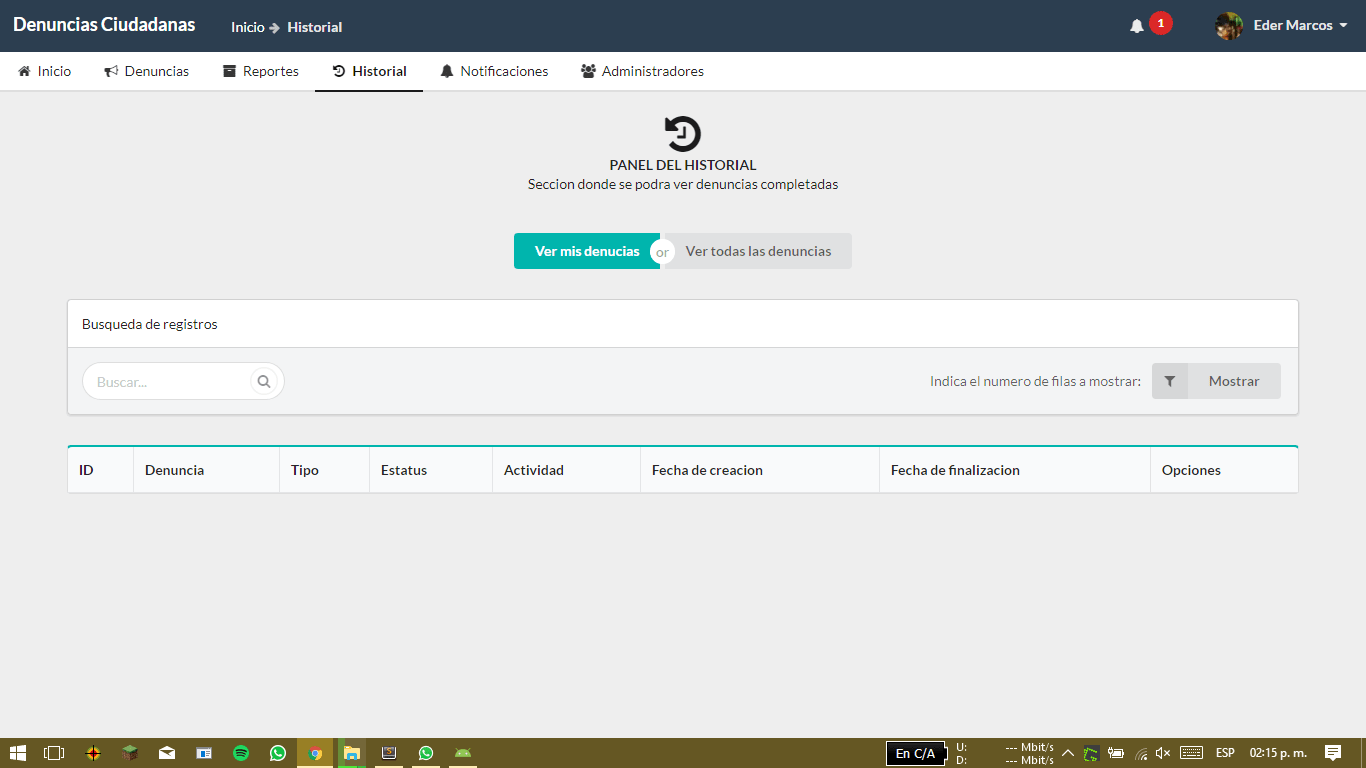 Denuncias Ciudadanas Inicio Historial 1 Eder Marcos
Inicio Denuncias Reportes Historial Notificaciones Administradores
PANEL DEL HISTORIAL
Seccion donde se podra ver denuncias completadas
Ver mis denucias or Ver todas las denuncias
Busqueda de registros
Buscar... Indica el numero de filas a mostrar: Mostrar
ID Denuncia Tipo Estatus Actividad Fecha de creacion Fecha de finalizacion Opciones
En C/A U: --- Mbit/s ESP 02:15 p. m.
D: --- Mbit/s